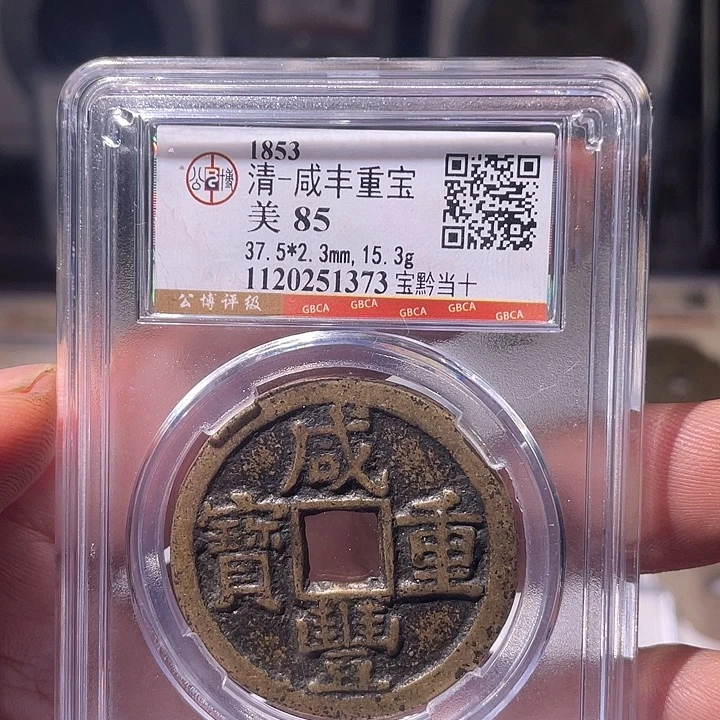 1853
清-咸丰重宝
美 85
37.5*2.3mm,15.3g
1120251373 宝黔当十
公博评级 GBCA GBCA GBCA GBCA GBCA
咸
寶 重
豐